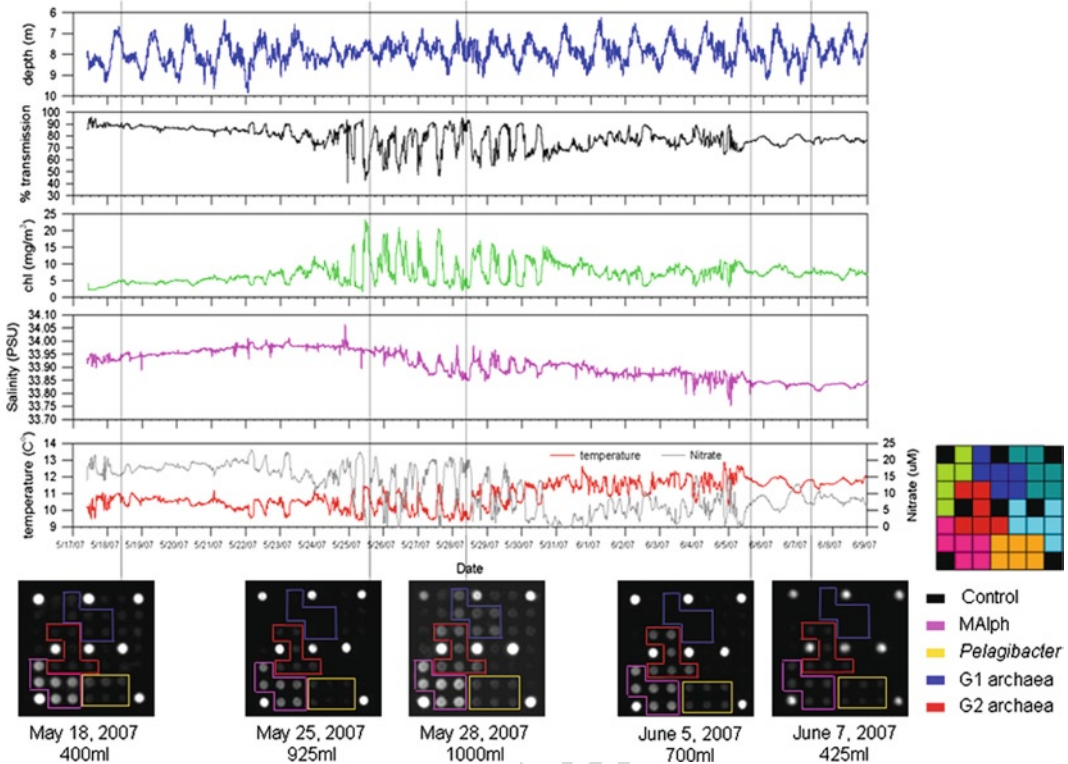 6
7
8
9
10
depth (m)
100
90
80
70
60
50
40
30
% transmission
25
20
15
10
5
0
chl (mg/m³)
34.10
34.05
34.00
33.95
33.90
33.85
33.80
33.75
33.70
Salinity (PSU)
14
13
12
11
10
9
temperature (C°)
temperature
Nitrate
25
20
15
10
5
0
Nitrate (uM)
5/17/07 5/18/07 5/19/07 5/20/07 5/21/07 5/22/07 5/23/07 5/24/07 5/25/07 5/26/07 5/27/07 5/28/07 5/29/07 5/31/07 6/1/07 6/2/07 6/3/07 6/4/07 6/5/07 6/6/07 6/7/07 6/8/07 6/9/07
Date
Control
MAlph
Pelagibacter
G1 archaea
G2 archaea
May 18, 2007
400ml
May 25, 2007
925ml
May 28, 2007
1000ml
June 5, 2007
700ml
June 7, 2007
425ml